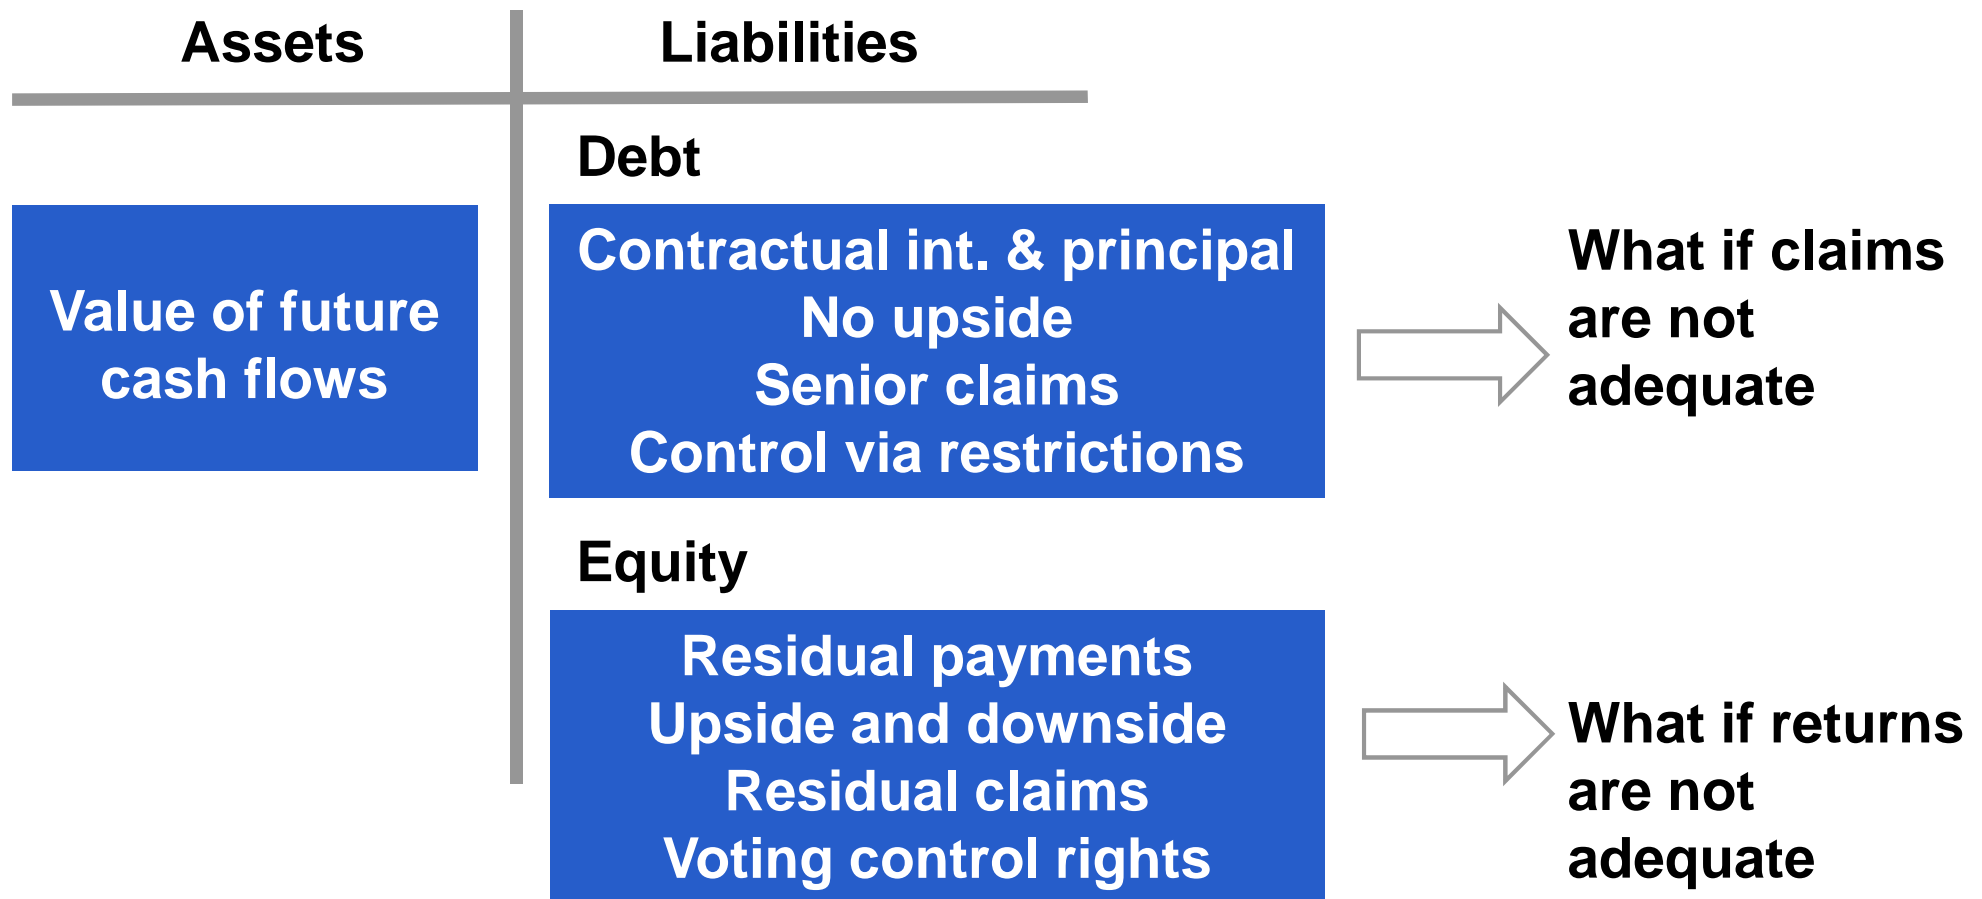 Assets
Liabilities
Value of future
cash flows
Debt
Contractual int. & principal
No upside
Senior claims
Control via restrictions
What if claims
are not
adequate
Equity
Residual payments
Upside and downside
Residual claims
Voting control rights
What if returns
are not
adequate